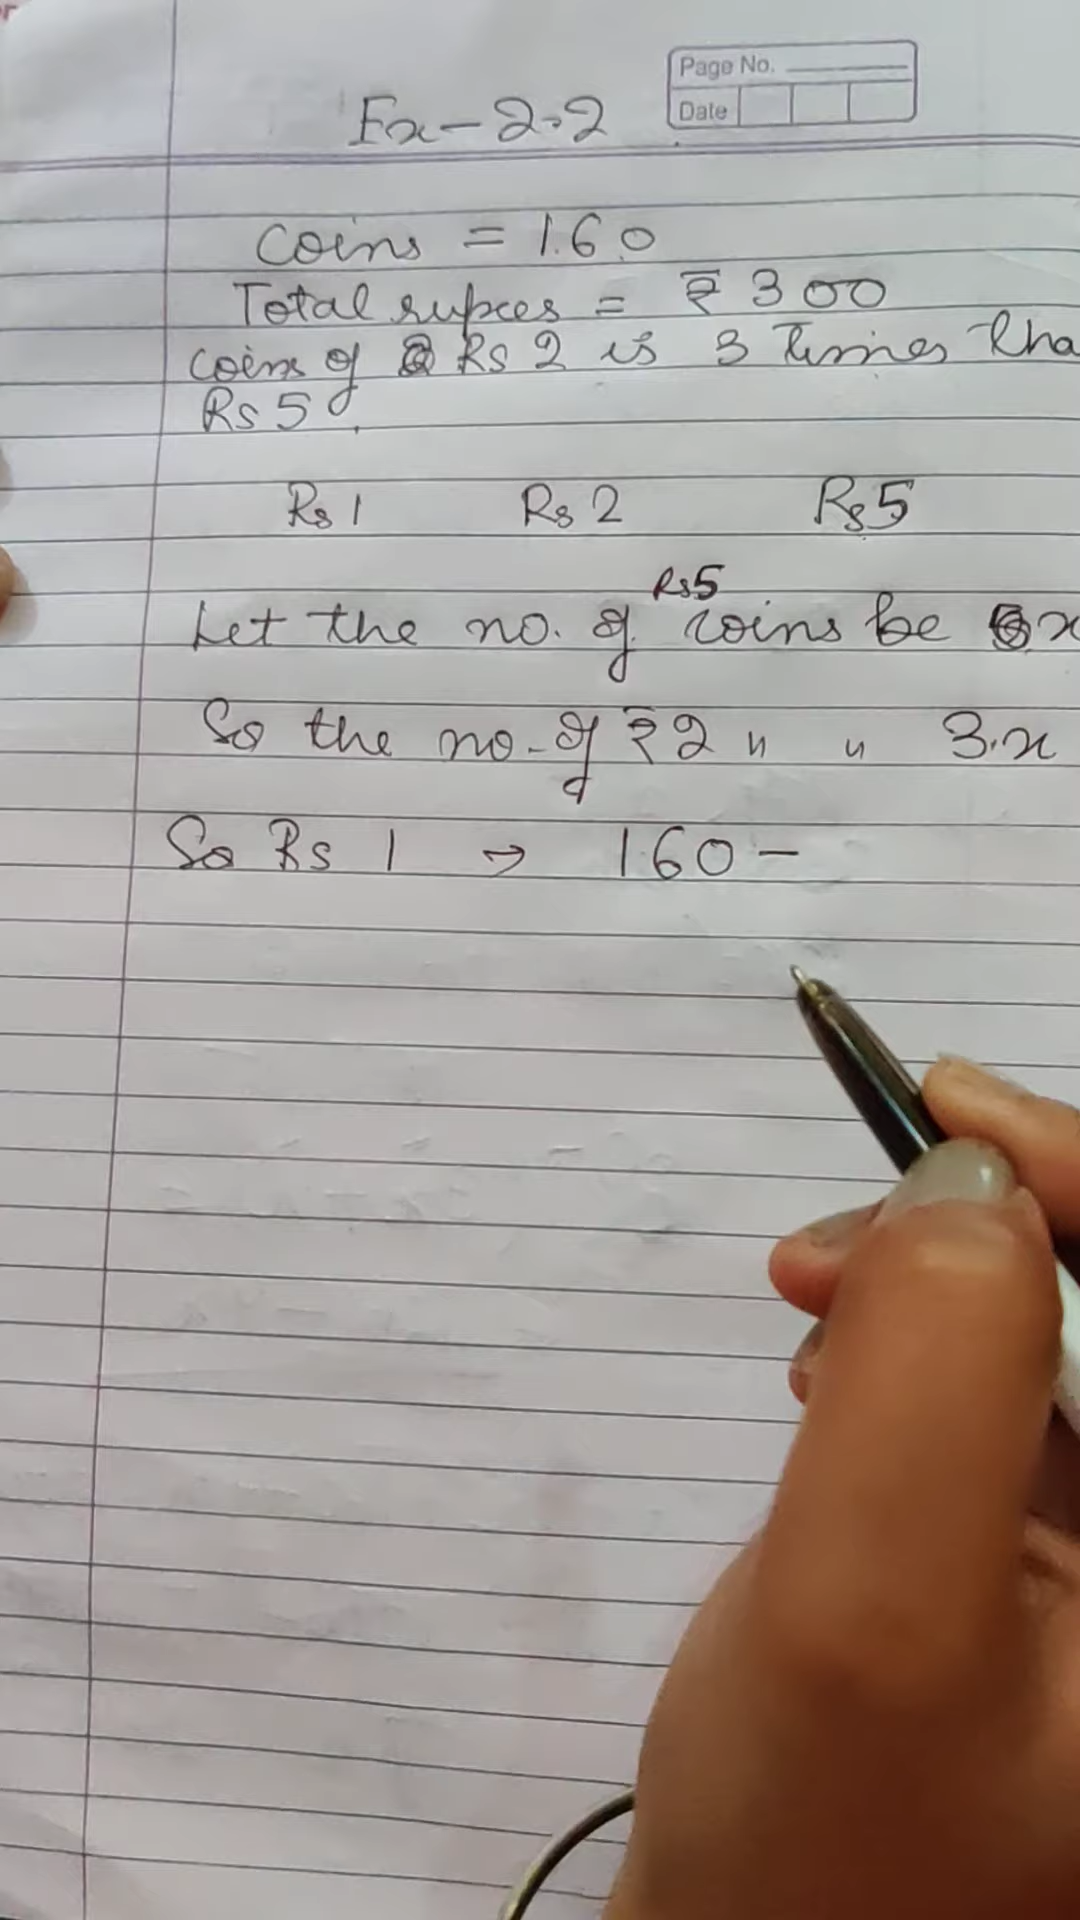 Page No.
Date
Ex-2.2
Coins = 160
Total rupees = ₹ 300
coins of Rs 2 is 3 times tha
Rs 5.
Rs 1 Rs 2 Rs 5
Rs5
Let the no. of coins be x
So the no. of ₹2 " " 3x
So Rs 1 → 160 -